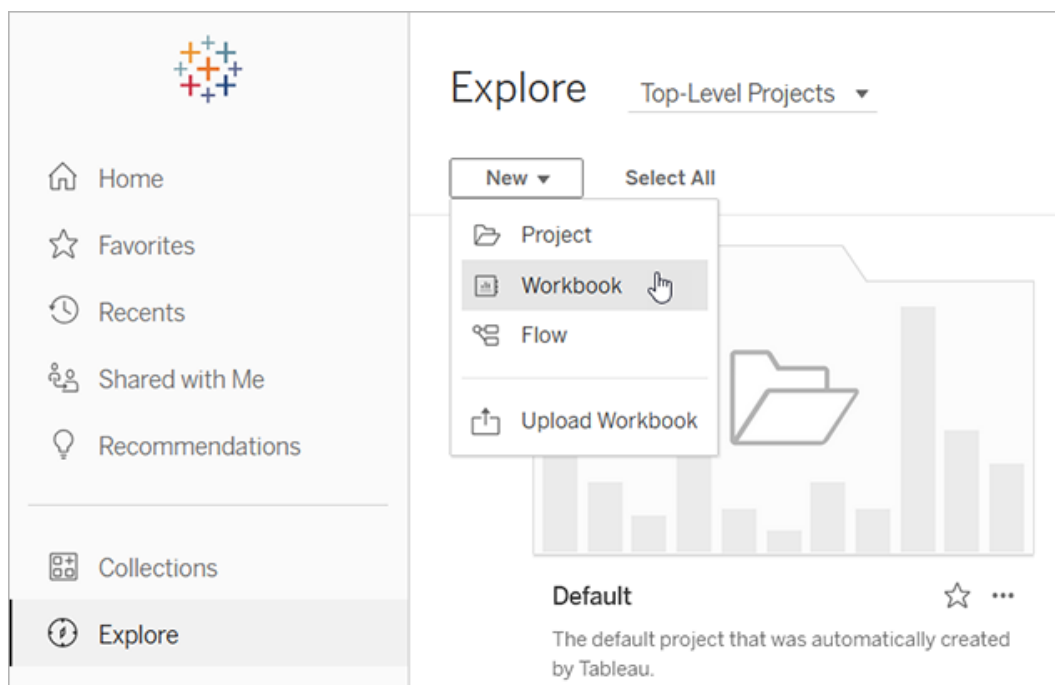 Home
Favorites
Recents
Shared with Me
Recommendations
Collections
Explore
Explore
Top-Level Projects
New
Select All
Project
Workbook
Flow
Upload Workbook
Default
The default project that was automatically created
by Tableau.